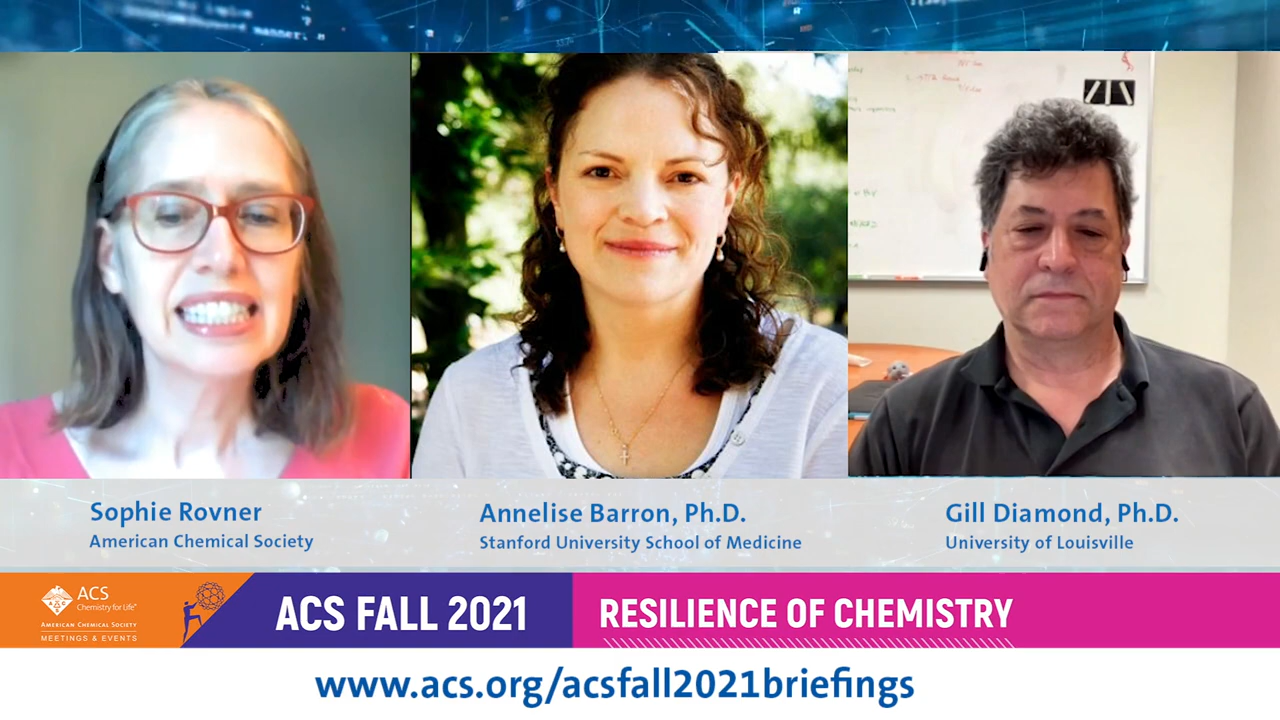 Sophie Rovner
American Chemical Society
Annelise Barron, Ph.D.
Stanford University School of Medicine
Gill Diamond, Ph.D.
University of Louisville
ACS
Chemistry for Life™
AMERICAN CHEMICAL SOCIETY
MEETINGS & EVENTS
ACS FALL 2021
RESILIENCE OF CHEMISTRY
www.acs.org/acsfall2021briefings